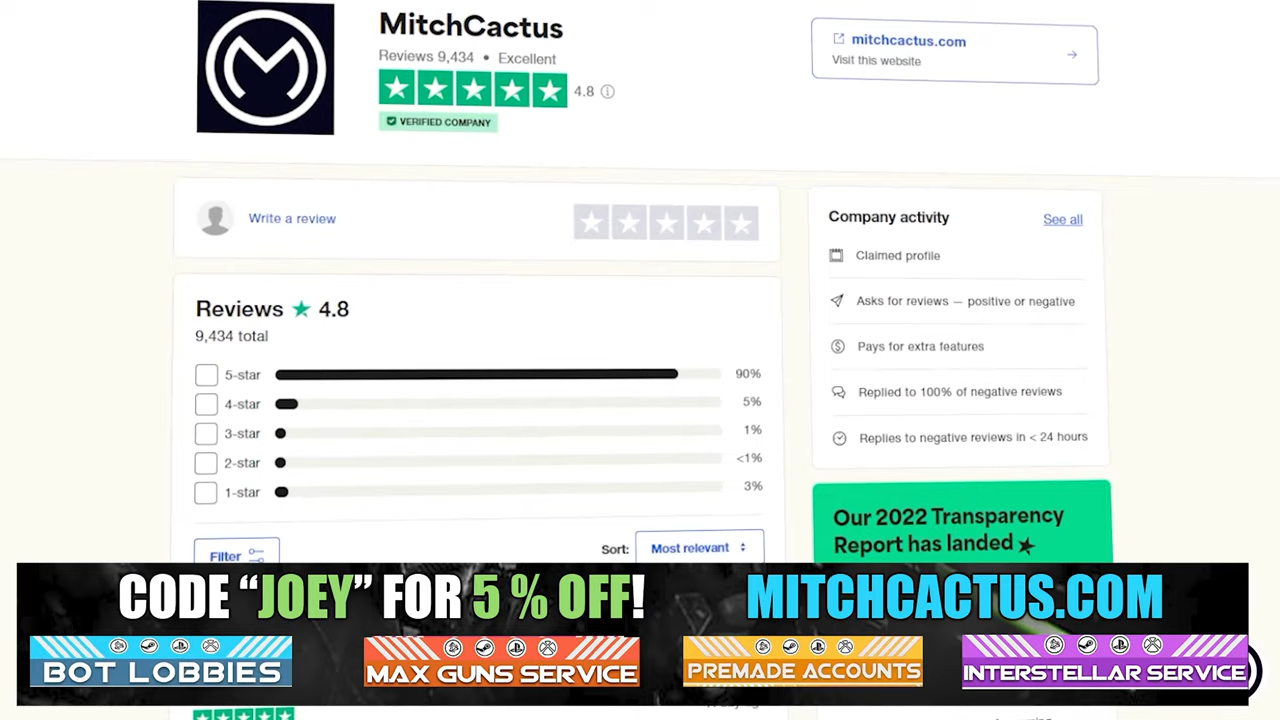 MitchCactus
Reviews 9,434 • Excellent
4.8
VERIFIED COMPANY
mitchcactus.com
Visit this website
Write a review
Company activity
See all
Claimed profile
Asks for reviews — positive or negative
Pays for extra features
Replied to 100% of negative reviews
Replies to negative reviews in < 24 hours
Reviews ★ 4.8
9,434 total
5-star 90%
4-star 5%
3-star 1%
2-star <1%
1-star 3%
Filter
Sort: Most relevant
Our 2022 Transparency
Report has landed
CODE “JOEY” FOR 5 % OFF!
MITCHCACTUS.COM
BOT LOBBIES
MAX GUNS SERVICE
PREMADE ACCOUNTS
INTERSTELLAR SERVICE